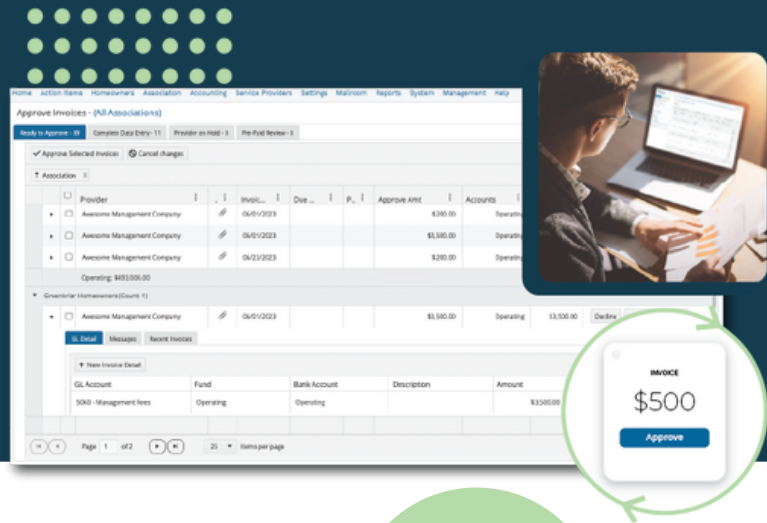 Home Action Items Homeowners Association Accounting Service Providers Settings Mailroom Reports System Management Help
Approve Invoices - (All Associations)
Ready to Approve - Complete Data Entry - 11 Provider on Hold - 3 Pre-Paid Review - 3
Approve Selected Invoices Cancel changes
Association X
Provider Invoic... Due ... P.. Approve Amt Accounts
Awesome Management Company 06/01/2023 $200.00 Operating
Awesome Management Company 06/01/2023 $3,500.00 Operating
Awesome Management Company 06/23/2023 $200.00 Operating
Operating:
Greenbriar Homeowners (Count: 1)
Awesome Management Company 06/01/2023 $3,500.00 Operating $3,500.00 Decline
GL Detail Messages Recent Invoices
+ New Invoice Detail
GL Account Fund Bank Account Description Amount
5060 - Management Fees Operating Operating $3,500.00
Page 1 of 2 25 items per page
INVOICE
$500
Approve